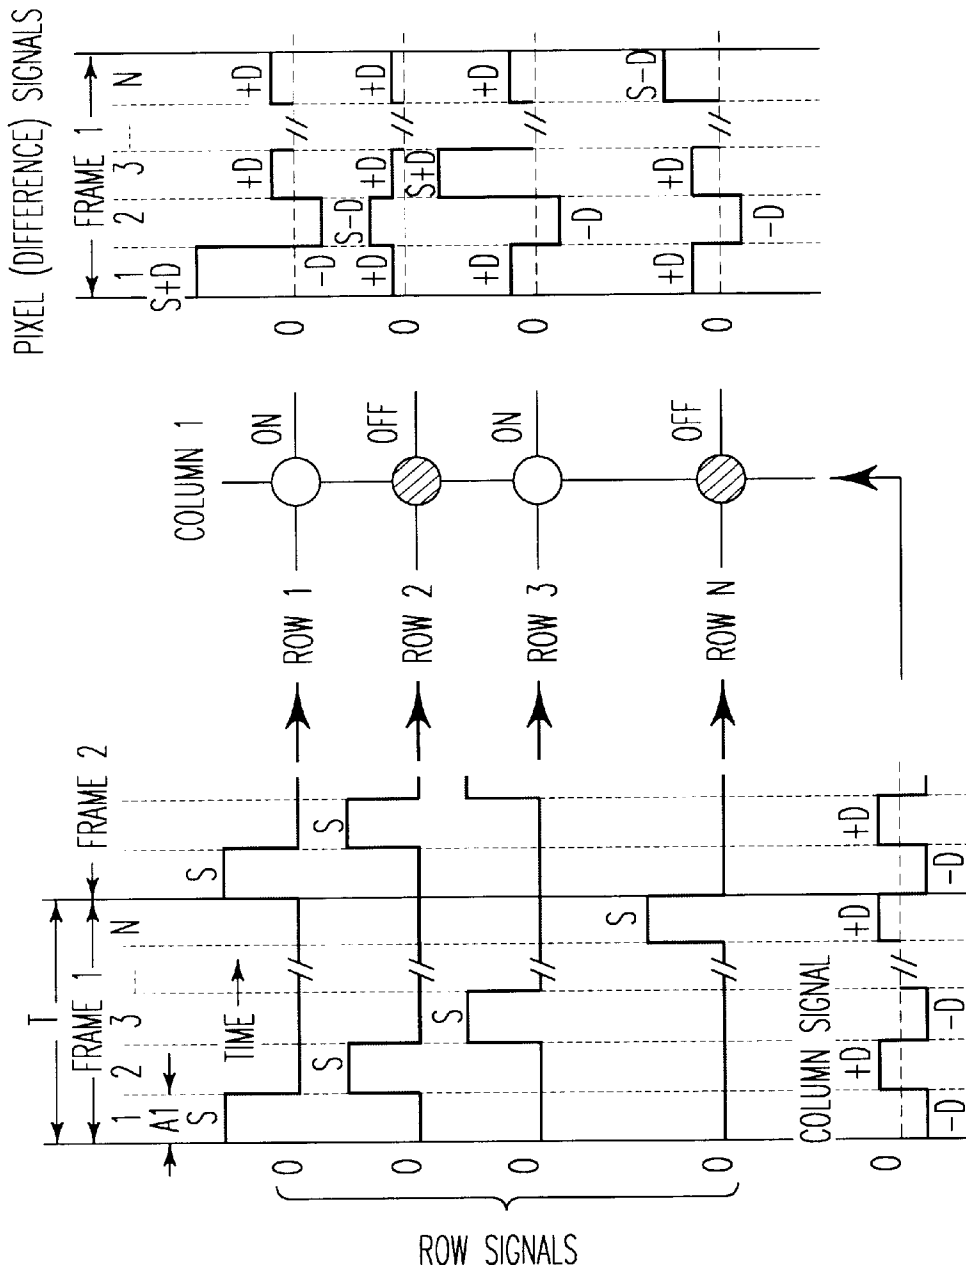 PIXEL (DIFFERENCE) SIGNALS
FRAME 1
1 2 3 N
S+D -D +D +D
0
+D S-D +D +D
0
+D -D S+D +D
0
+D -D +D S-D
0
COLUMN 1
ON
OFF
ON
OFF
ROW 1
ROW 2
ROW 3
ROW N
T
FRAME 1 FRAME 2
1 2 3 N
A1
TIME
S S
0
S S
0
S
0
S
0
ROW SIGNALS
COLUMN SIGNAL
-D +D -D +D -D +D
0